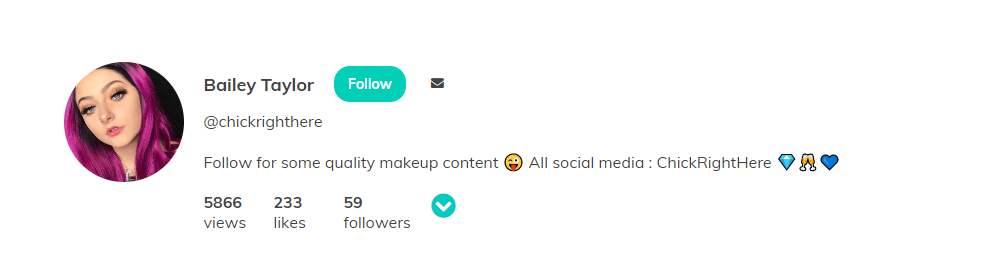 Bailey Taylor Follow
@chickrighthere
Follow for some quality makeup content 😜 All social media : ChickRightHere 💎🥂💙
5866 233 59
views likes followers